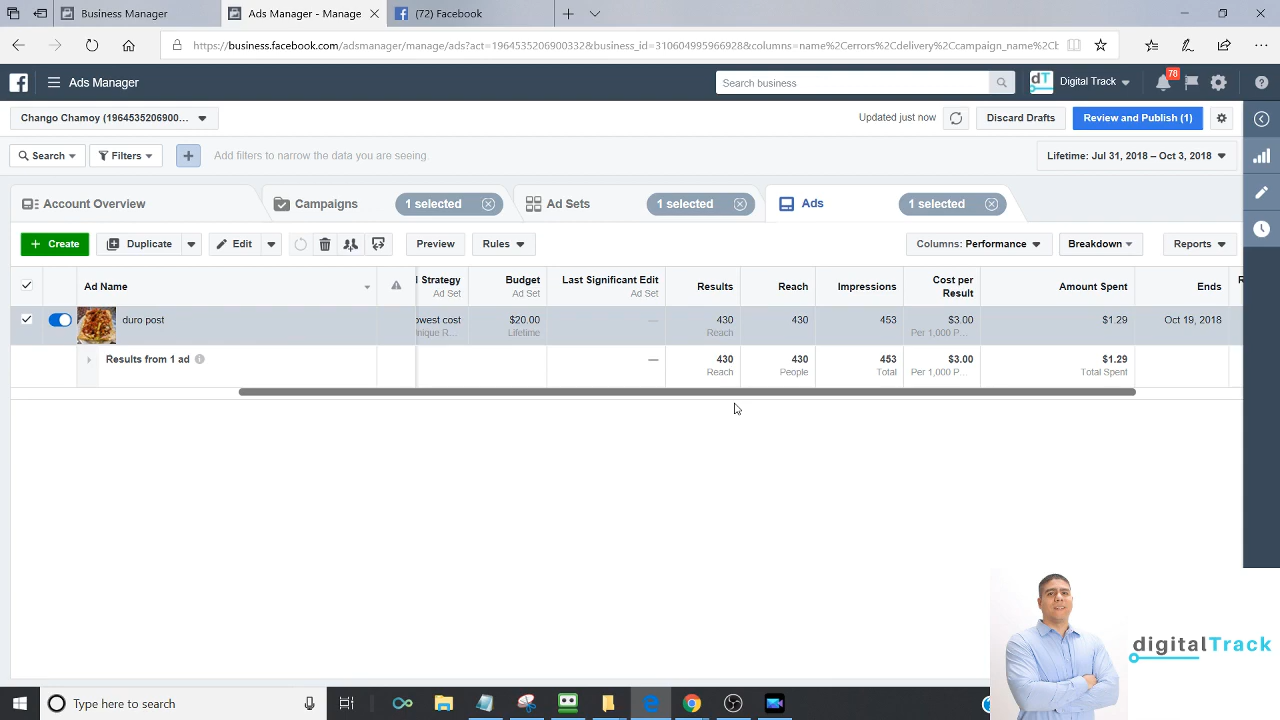 Business Manager
Ads Manager - Manage
(72) Facebook
https://business.facebook.com/adsmanager/manage/ads?act=1964535206900332&business_id=310604995966928&columns=name%2Cerrors%2Cdelivery%2Ccampaign_name%2Ct
Ads Manager
Search business
dT
Digital Track
78
Chango Chamoy (1964535206900...
Updated just now
Discard Drafts
Review and Publish (1)
Search
Filters
Add filters to narrow the data you are seeing.
Lifetime: Jul 31, 2018 – Oct 3, 2018
Account Overview
Campaigns
1 selected
Ad Sets
1 selected
Ads
1 selected
+ Create
Duplicate
Edit
Preview
Rules
Columns: Performance
Breakdown
Reports
Ad Name
Strategy
Ad Set
Budget
Ad Set
Last Significant Edit
Ad Set
Results
Reach
Impressions
Cost per
Result
Amount Spent
Ends
duro post
owest cost
nique R...
$20.00
Lifetime
—
430
Reach
430
453
$3.00
Per 1,000 P...
$1.29
Oct 19, 2018
Results from 1 ad
—
430
Reach
430
People
453
Total
$3.00
Per 1,000 P...
$1.29
Total Spent
digitalTrack
Type here to search